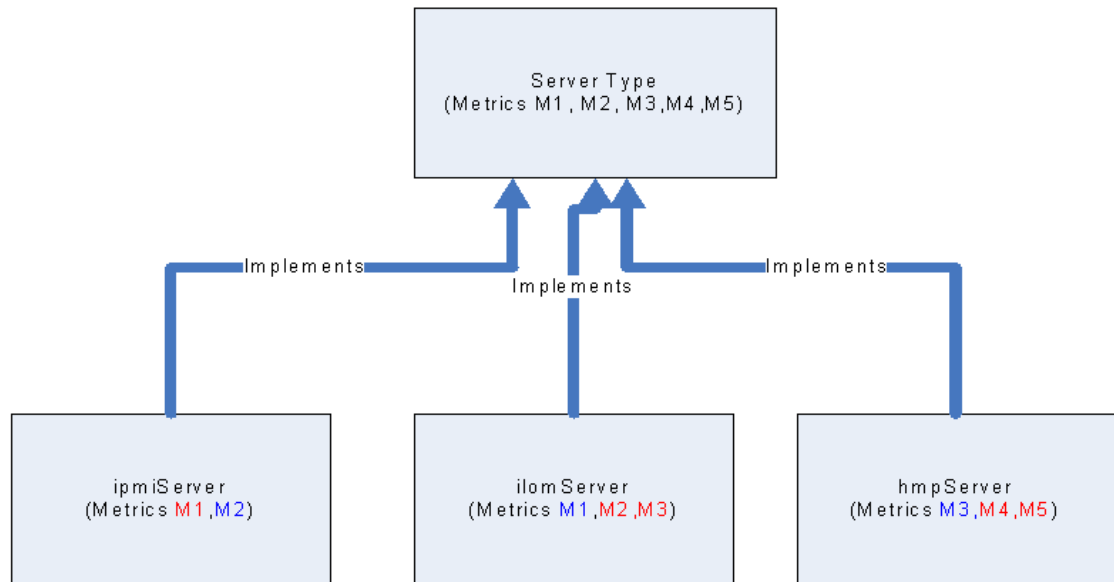 Server Type
(Metrics M1, M2, M3,M4,M5)
Implements
Implements
Implements
ipmiServer
(Metrics M1,M2)
ilomServer
(Metrics M1,M2,M3)
hmpServer
(Metrics M3,M4,M5)